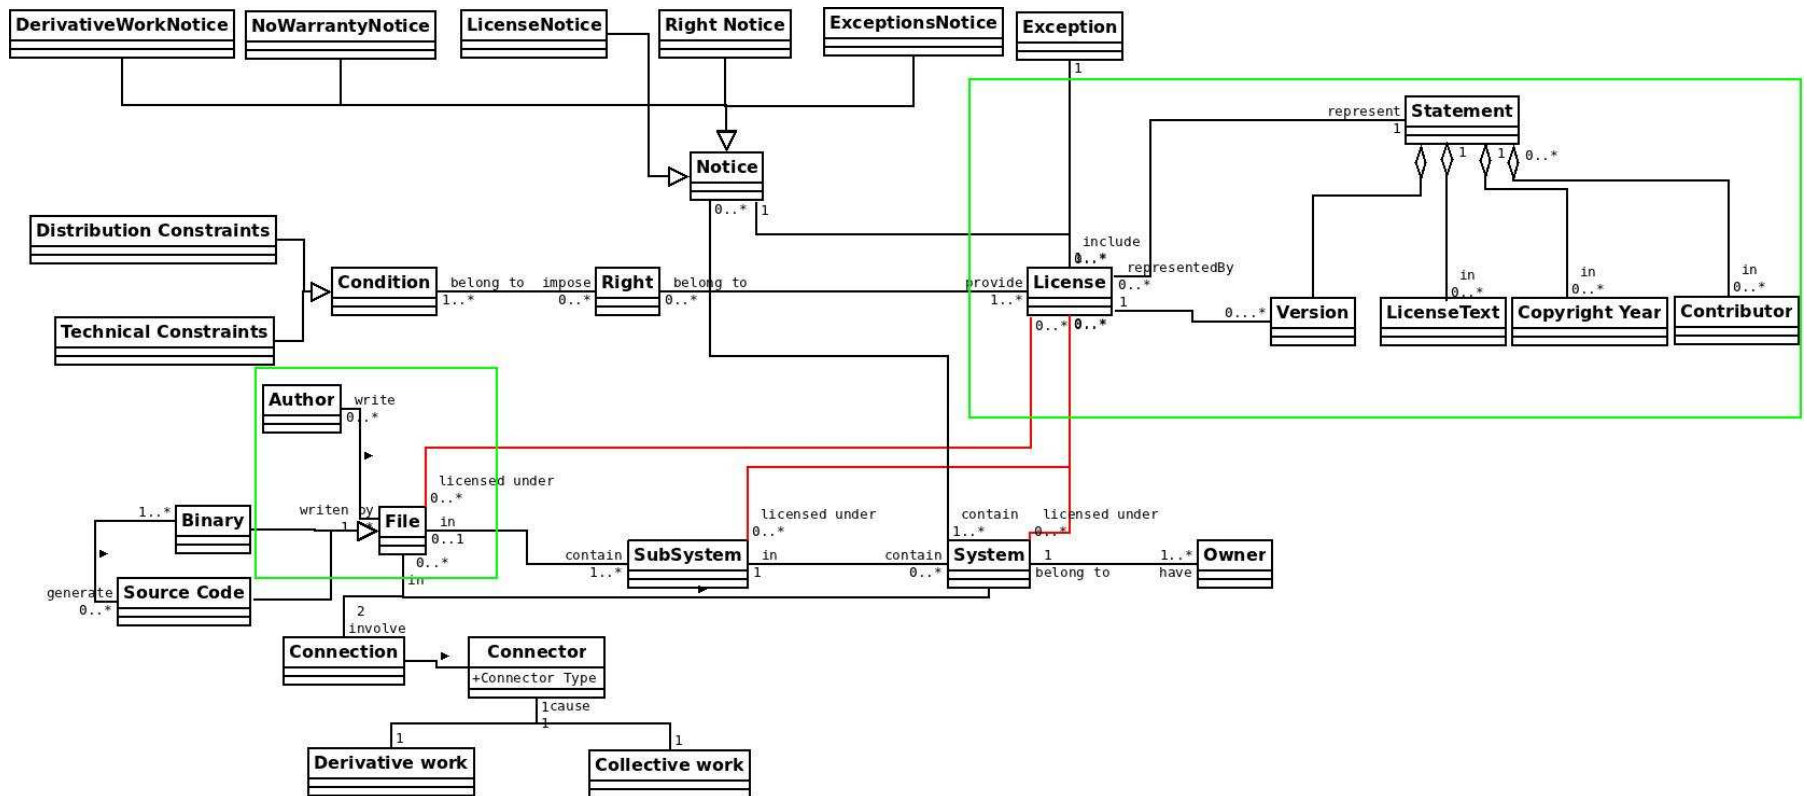 DerivativeWorkNotice
NoWarrantyNotice
LicenseNotice
Right Notice
ExceptionsNotice
Exception
1
represent
1
Statement
1
1
0..*
Notice
0..*
1
Distribution Constraints
Technical Constraints
Condition
belong to
1..*
impose
0..*
Right
belong to
0..*
provide
1..*
include
0..*
License
representedBy
0..*
1
0..*
0..*
0...*
Version
in
0..*
LicenseText
in
0..*
Copyright Year
in
0..*
Contributor
Author
write
0..*
licensed under
0..*
writen by
File
in
0..1
0..*
in
1..*
Binary
generate
0..*
Source Code
contain
1..*
SubSystem
licensed under
0..*
in
1
contain
0..*
System
contain
1..*
licensed under
0..*
1
belong to
1..*
have
Owner
2
involve
Connection
Connector
+Connector Type
1
cause
1
1
Derivative work
1
Collective work